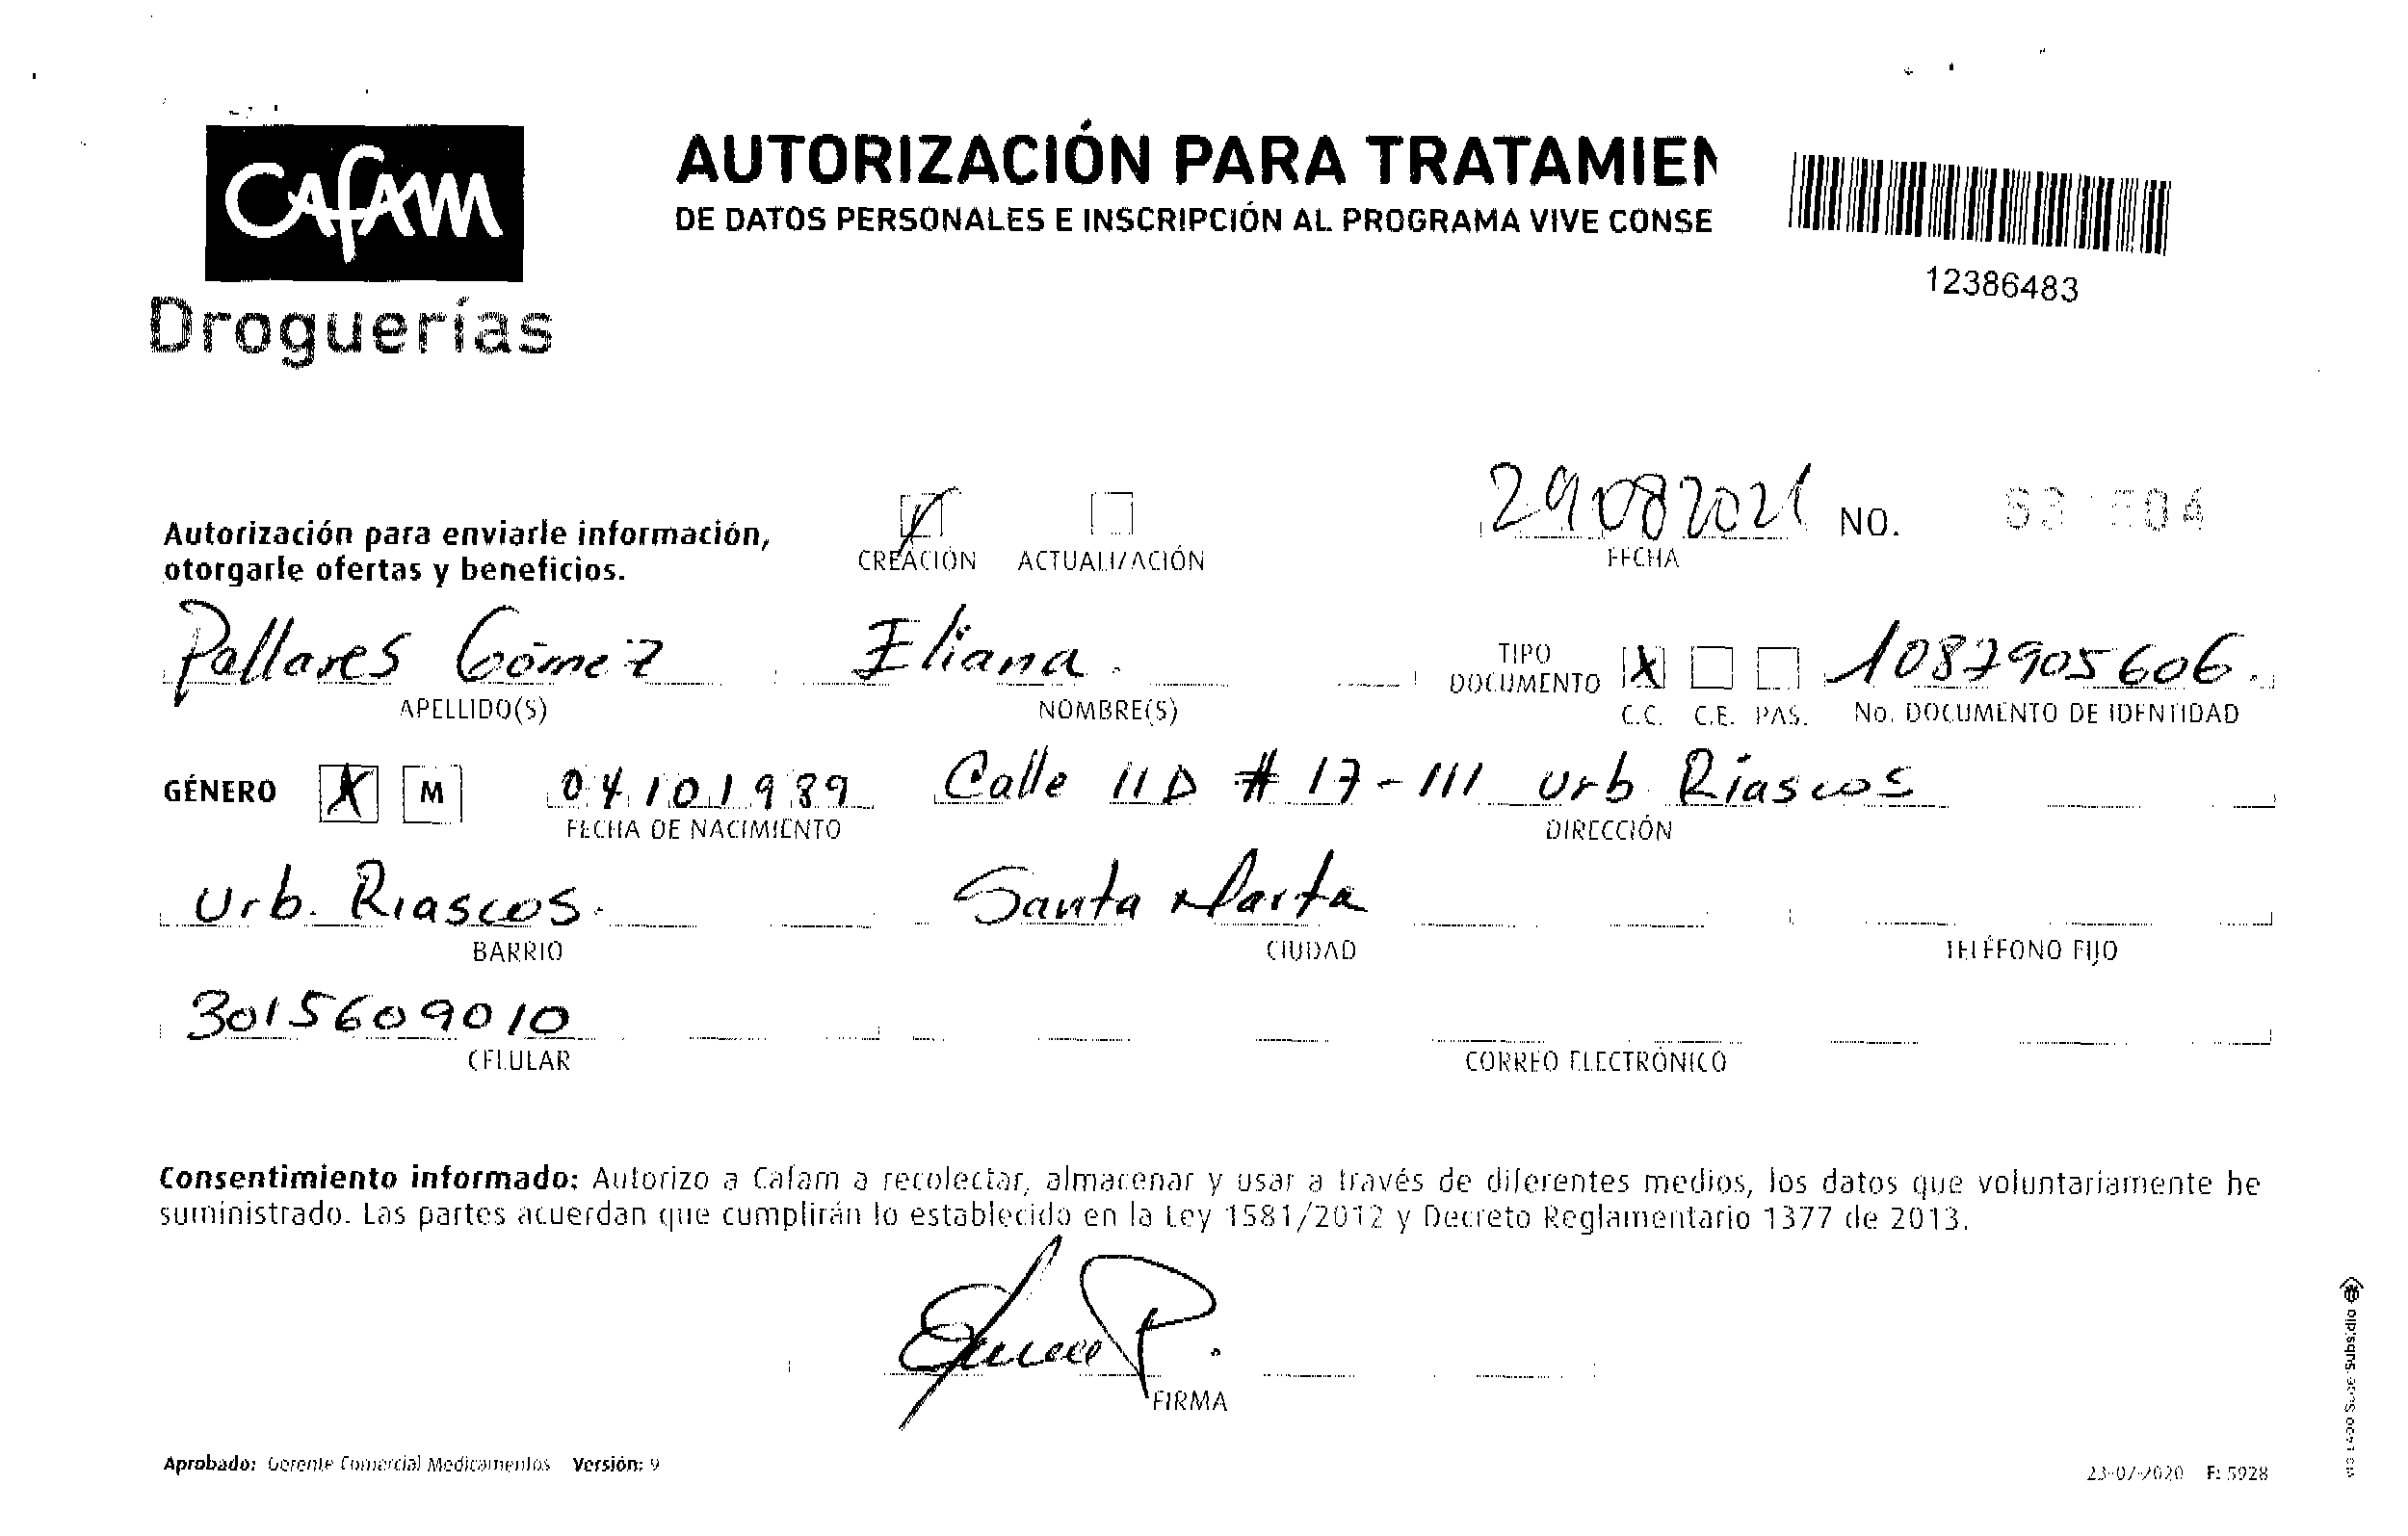 CAFAM
Droguerías
AUTORIZACIÓN PARA TRATAMIEN
DE DATOS PERSONALES E INSCRIPCIÓN AL PROGRAMA VIVE CONSE
12386483
Autorización para enviarle información,
otorgarle ofertas y beneficios.
CREACIÓN ACTUALIZACIÓN
29082021 NO.
FECHA
Pallares Gómez Eliana
TIPO DOCUMENTO X 1087905606.
APELLIDO(S) NOMBRE(S) C.C. C.E. PAS. No. DOCUMENTO DE IDENTIDAD
GÉNERO X M 04101989 Calle 11D # 17-111 urb Riascos
FECHA DE NACIMIENTO DIRECCIÓN
Urb. Riascos. Santa Marta
BARRIO CIUDAD TELÉFONO FIJO
3015609010
CELULAR CORREO ELECTRÓNICO
Consentimiento informado: Autorizo a Cafam a recolectar, almacenar y usar a través de diferentes medios, los datos que voluntariamente he
suministrado. Las partes acuerdan que cumplirán lo establecido en la Ley 1581/2012 y Decreto Reglamentario 1377 de 2013.
FIRMA
Aprobado: Gerente Comercial Medicamentos Versión: 9
23-07-2020 F: 5928